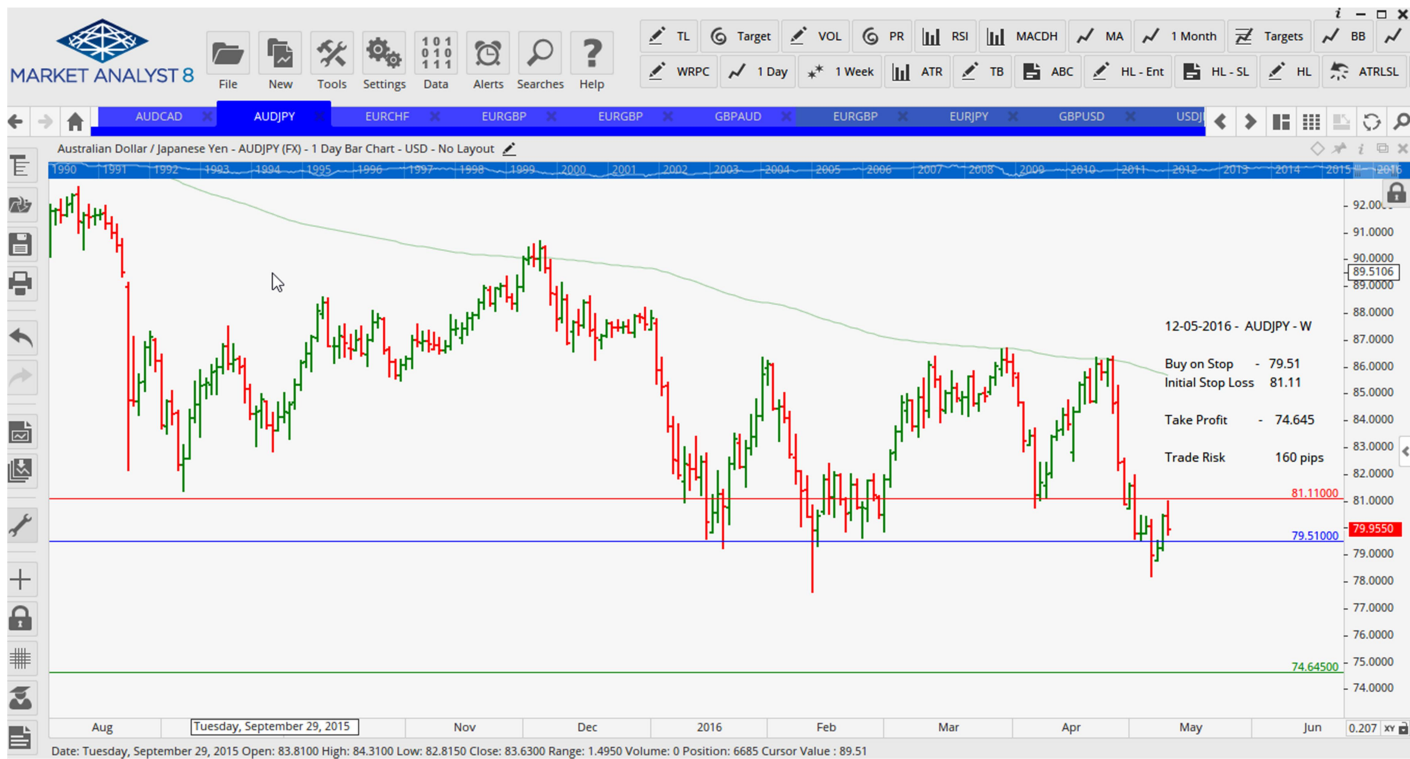 i
MARKET ANALYST 8
File New Tools Settings Data Alerts Searches Help
101 010 111
TL Target VOL PR RSI MACDH MA 1 Month Targets BB
WRPC 1 Day 1 Week ATR TB ABC HL - Ent HL - SL HL ATRLSL
AUDCAD AUDJPY EURCHF EURGBP EURGBP GBPAUD EURGBP EURJPY GBPUSD USDJ
Australian Dollar / Japanese Yen - AUDJPY (FX) - 1 Day Bar Chart - USD - No Layout
1990 1991 1992 1993 1994 1995 1996 1997 1998 1999 2000 2001 2002 2003 2004 2005 2006 2007 2008 2009 2010 2011 2012 2013 2014 2015 2016
92.0000
91.0000
90.0000
89.5106
89.0000
88.0000
12-05-2016 - AUDJPY - W
87.0000
Buy on Stop - 79.51
86.0000
Initial Stop Loss 81.11
85.0000
Take Profit - 74.645
84.0000
83.0000
Trade Risk 160 pips
82.0000
81.11000
81.0000
79.9550
79.51000
79.0000
78.0000
77.0000
76.0000
75.0000
74.64500
74.0000
Aug Tuesday, September 29, 2015 Nov Dec 2016 Feb Mar Apr May Jun 0.207 XY
Date: Tuesday, September 29, 2015 Open: 83.8100 High: 84.3100 Low: 82.8150 Close: 83.6300 Range: 1.4950 Volume: 0 Position: 6685 Cursor Value : 89.51